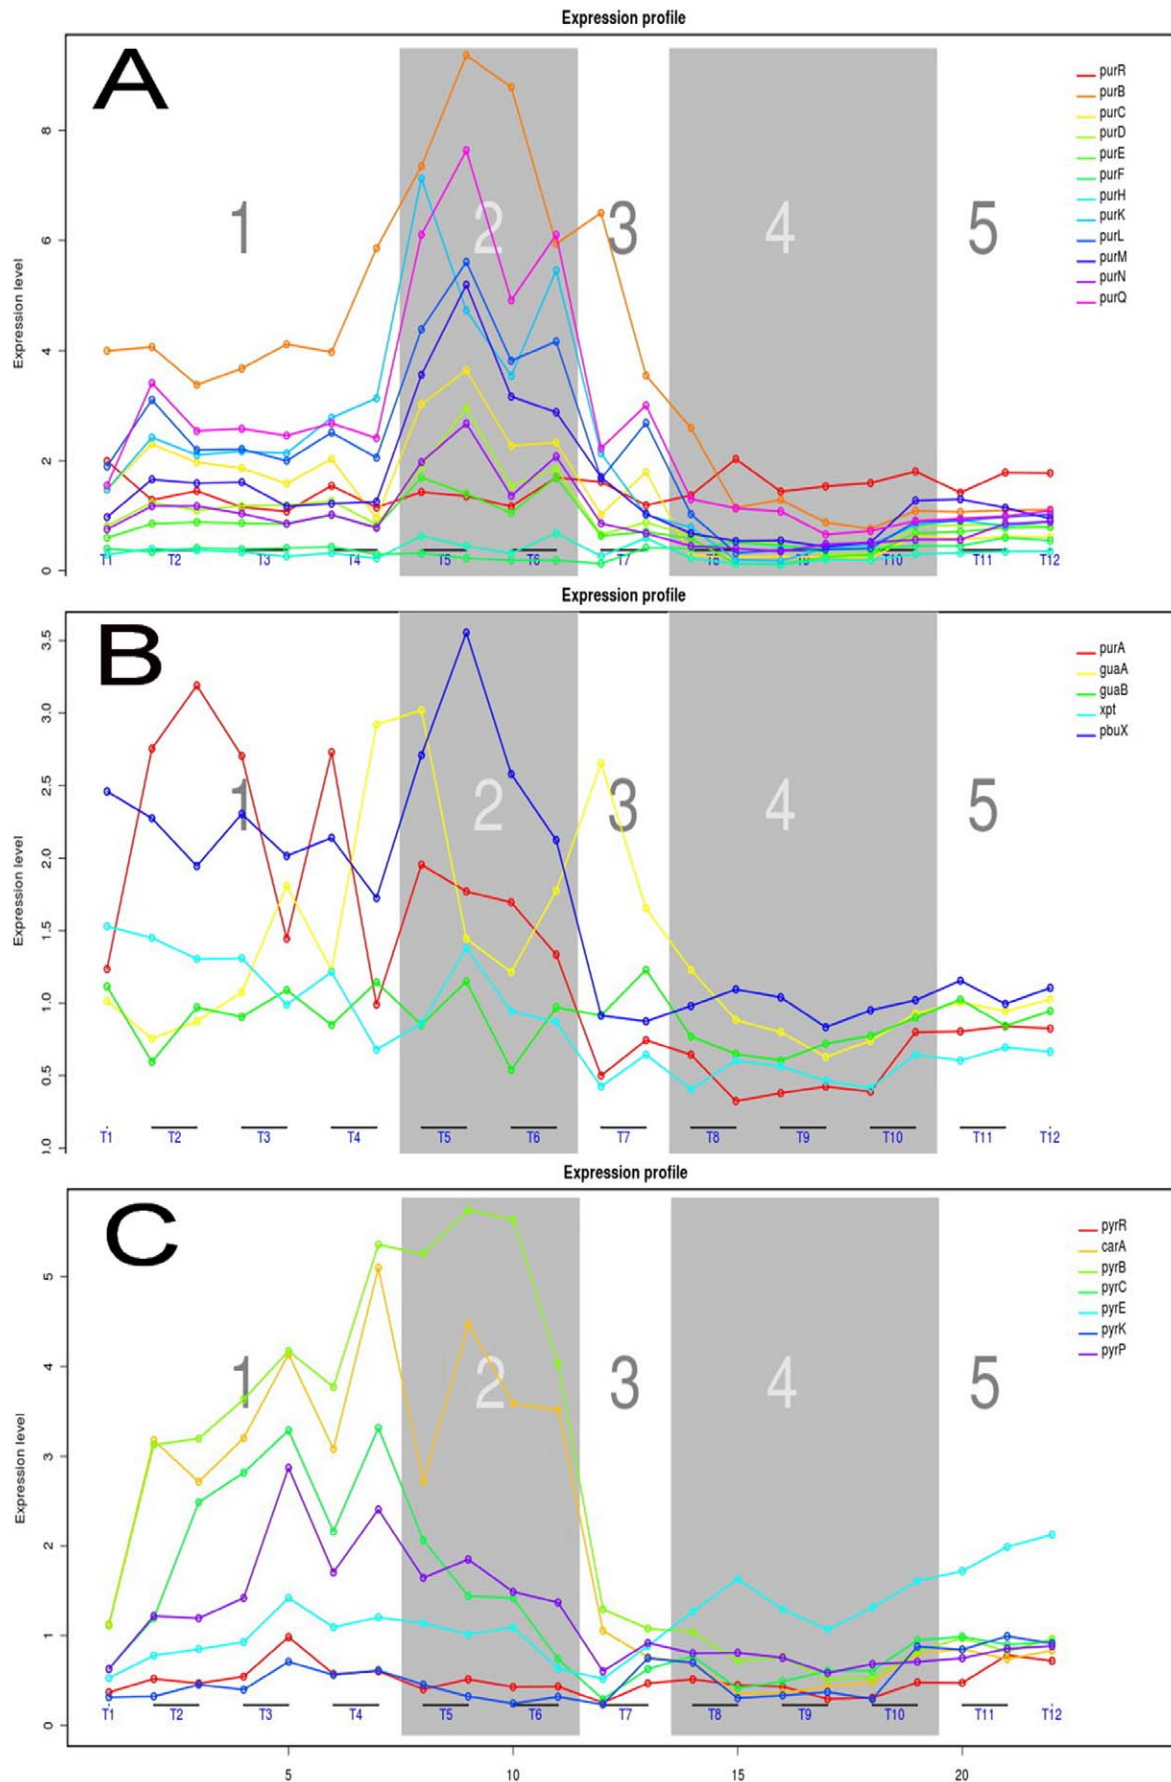 Expression profile
A
purR
purB
purC
purD
purE
purF
purH
purK
purL
purM
purN
purQ
1 2 3 4 5
Expression level
8
6
4
2
0
T1 T2 T3 T4 T5 T6 T7 T8 T9 T10 T11 T12
Expression profile
B
purA
guaA
guaB
xpt
pbuX
1 2 3 4 5
Expression level
3.5
3.0
2.5
2.0
1.5
1.0
0.5
T1 T2 T3 T4 T5 T6 T7 T8 T9 T10 T11 T12
Expression profile
C
pyrR
carA
pyrB
pyrC
pyrE
pyrK
pyrP
1 2 3 4 5
Expression level
5
4
3
2
1
0
T1 T2 T3 T4 T5 T6 T7 T8 T9 T10 T11 T12
5 10 15 20